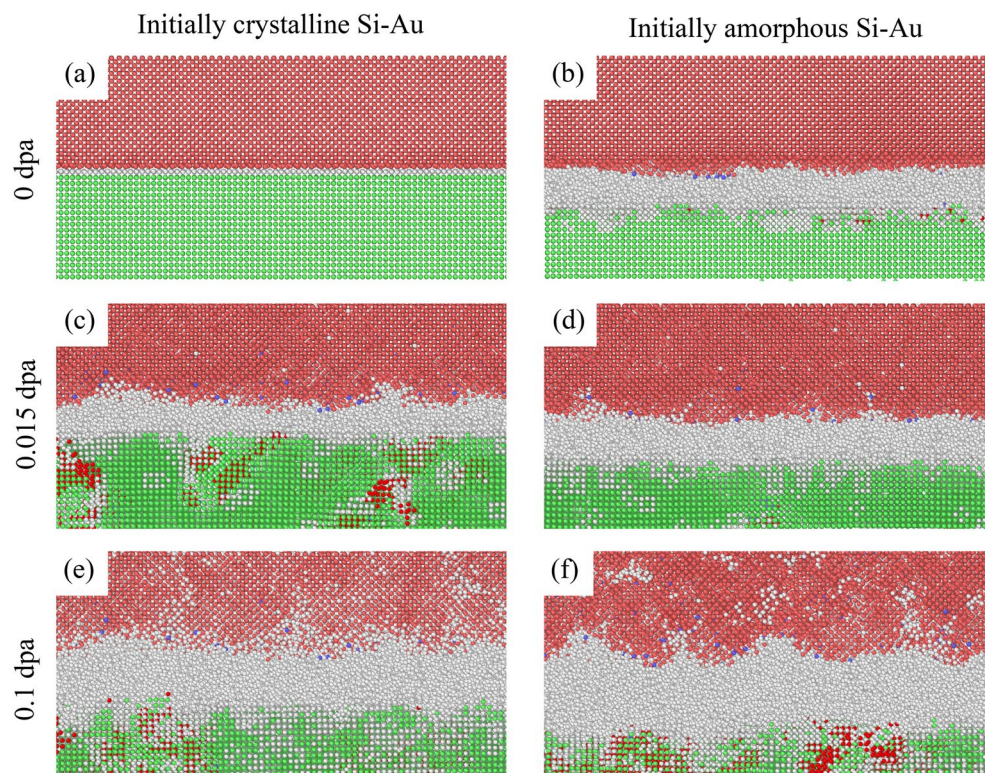 Initially crystalline Si-Au
Initially amorphous Si-Au
(a)
(b)
0 dpa
(c)
(d)
0.015 dpa
(e)
(f)
0.1 dpa